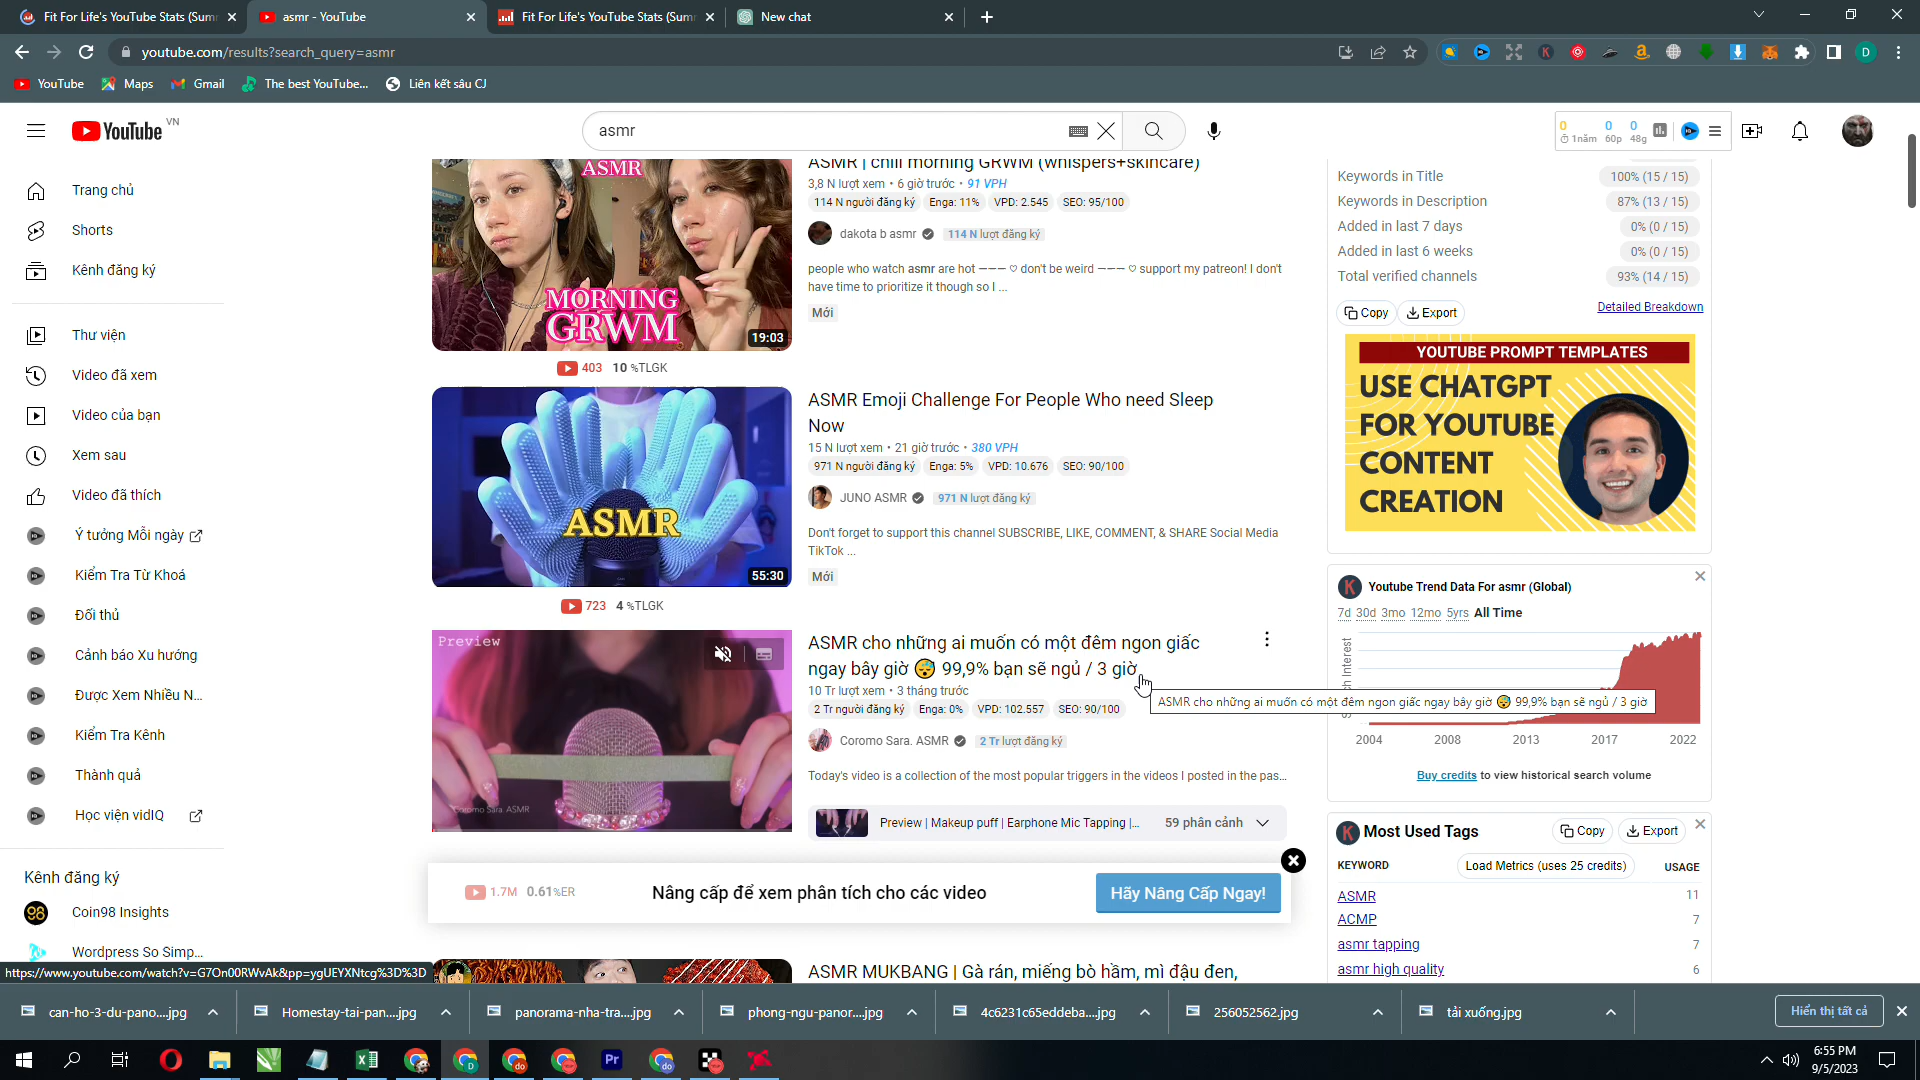 Fit For Life's YouTube Stats (Sumr
asmr - YouTube
Fit For Life's YouTube Stats (Sumr
New chat
youtube.com/results?search_query=asmr
D
YouTube
Maps
Gmail
The best YouTube...
Liên kết sâu CJ
YouTube VN
asmr
0 0 0
1năm 60p 48g
Trang chủ
Shorts
Kênh đăng ký
Thư viện
Video đã xem
Video của bạn
Xem sau
Video đã thích
Ý tưởng Mỗi ngày
Kiểm Tra Từ Khoá
Đối thủ
Cảnh báo Xu hướng
Được Xem Nhiều N...
Kiểm Tra Kênh
Thành quả
Học viện vidIQ
Kênh đăng ký
Coin98 Insights
Wordpress So Simp...
https://www.youtube.com/watch?v=G7On00RWvAk&pp=ygUEYXNtcg%3D%3D
ASMR
MORNING
GRWM
19:03
403 10 %TLGK
ASMR | chill morning GRWM (whispers+skincare)
3,8 N lượt xem • 6 giờ trước • 91 VPH
114 N người đăng ký Enga: 11% VPD: 2.545 SEO: 95/100
dakota b asmr 114 N lượt đăng ký
people who watch asmr are hot ——— ♡ don't be weird ——— ♡ support my patreon! I don't
have time to prioritize it though so I ...
Mới
ASMR
55:30
723 4 %TLGK
ASMR Emoji Challenge For People Who need Sleep
Now
15 N lượt xem • 21 giờ trước • 380 VPH
971 N người đăng ký Enga: 5% VPD: 10.676 SEO: 90/100
JUNO ASMR 971 N lượt đăng ký
Don't forget to support this channel SUBSCRIBE, LIKE, COMMENT, & SHARE Social Media
TikTok ...
Mới
Preview
Coromo Sara. ASMR
ASMR cho những ai muốn có một đêm ngon giấc
ngay bây giờ 😴 99,9% bạn sẽ ngủ / 3 giờ
10 Tr lượt xem • 3 tháng trước
2 Tr người đăng ký Enga: 0% VPD: 102.557 SEO: 90/100
Coromo Sara. ASMR 2 Tr lượt đăng ký
Today's video is a collection of the most popular triggers in the videos I posted in the pas...
Preview | Makeup puff | Earphone Mic Tapping |... 59 phân cảnh
1.7M 0.61%ER
Nâng cấp để xem phân tích cho các video
Hãy Nâng Cấp Ngay!
ASMR MUKBANG | Gà rán, miếng bò hầm, mì đậu đen,
ASMR cho những ai muốn có một đêm ngon giấc ngay bây giờ 😴 99,9% bạn sẽ ngủ / 3 giờ
Keywords in Title 100% (15 / 15)
Keywords in Description 87% (13 / 15)
Added in last 7 days 0% (0 / 15)
Added in last 6 weeks 0% (0 / 15)
Total verified channels 93% (14 / 15)
Copy Export
Detailed Breakdown
YOUTUBE PROMPT TEMPLATES
USE CHATGPT
FOR YOUTUBE
CONTENT
CREATION
Youtube Trend Data For asmr (Global)
7d 30d 3mo 12mo 5yrs All Time
Interest
2004 2008 2013 2017 2022
Buy credits to view historical search volume
Most Used Tags
Copy Export
KEYWORD Load Metrics (uses 25 credits) USAGE
ASMR 11
ACMP 7
asmr tapping 7
asmr high quality 6
can-ho-3-du-pano....jpg
Homestay-tai-pan....jpg
panorama-nha-tra....jpg
phong-ngu-panor....jpg
4c6231c65eddeba....jpg
256052562.jpg
tải xuống.jpg
Hiển thị tất cả
6:55 PM
9/5/2023